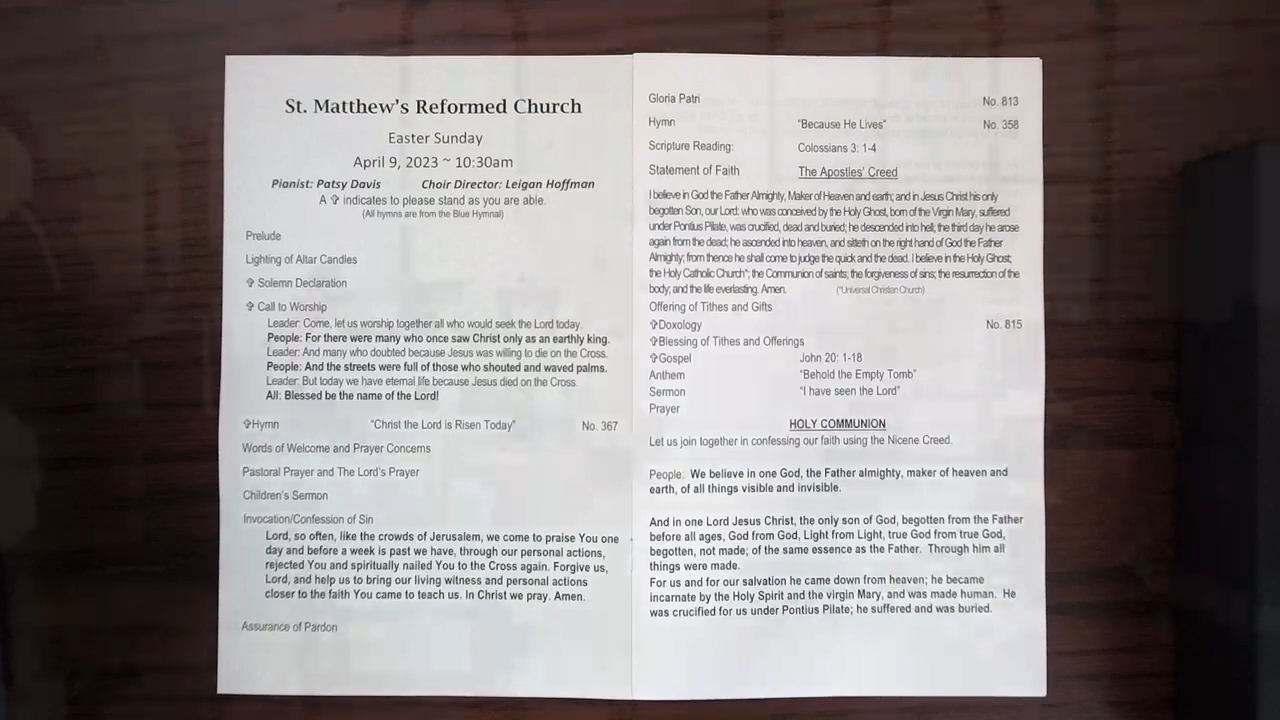 St. Matthew's Reformed Church
Easter Sunday
April 9, 2023 ~ 10:30am
Pianist: Patsy Davis Choir Director: Leigan Hoffman
A ✞ indicates to please stand as you are able.
(All hymns are from the Blue Hymnal)
Prelude
Lighting of Altar Candles
✞ Solemn Declaration
✞ Call to Worship
Leader: Come, let us worship together all who would seek the Lord today.
People: For there were many who once saw Christ only as an earthly king.
Leader: And many who doubted because Jesus was willing to die on the Cross.
People: And the streets were full of those who shouted and waved palms.
Leader: But today we have eternal life because Jesus died on the Cross.
All: Blessed be the name of the Lord!
✞Hymn "Christ the Lord is Risen Today" No. 367
Words of Welcome and Prayer Concerns
Pastoral Prayer and The Lord's Prayer
Children's Sermon
Invocation/Confession of Sin
Lord, so often, like the crowds of Jerusalem, we come to praise You one
day and before a week is past we have, through our personal actions,
rejected You and spiritually nailed You to the Cross again. Forgive us,
Lord, and help us to bring our living witness and personal actions
closer to the faith You came to teach us. In Christ we pray. Amen.
Assurance of Pardon
Gloria Patri No. 813
Hymn "Because He Lives" No. 358
Scripture Reading: Colossians 3: 1-4
Statement of Faith The Apostles' Creed
I believe in God the Father Almighty, Maker of Heaven and earth; and in Jesus Christ his only
begotten Son, our Lord: who was conceived by the Holy Ghost, born of the Virgin Mary, suffered
under Pontius Pilate, was crucified, dead and buried; he descended into hell; the third day he arose
again from the dead; he ascended into heaven, and sitteth on the right hand of God the Father
Almighty; from thence he shall come to judge the quick and the dead. I believe in the Holy Ghost;
the Holy Catholic Church*; the Communion of saints; the forgiveness of sins; the resurrection of the
body; and the life everlasting. Amen. (*Universal Christian Church)
Offering of Tithes and Gifts
✞Doxology No. 815
✞Blessing of Tithes and Offerings
✞Gospel John 20: 1-18
Anthem "Behold the Empty Tomb"
Sermon "I have seen the Lord"
Prayer
HOLY COMMUNION
Let us join together in confessing our faith using the Nicene Creed.
People: We believe in one God, the Father almighty, maker of heaven and
earth, of all things visible and invisible.
And in one Lord Jesus Christ, the only son of God, begotten from the Father
before all ages, God from God, Light from Light, true God from true God,
begotten, not made; of the same essence as the Father. Through him all
things were made.
For us and for our salvation he came down from heaven; he became
incarnate by the Holy Spirit and the virgin Mary, and was made human. He
was crucified for us under Pontius Pilate; he suffered and was buried.